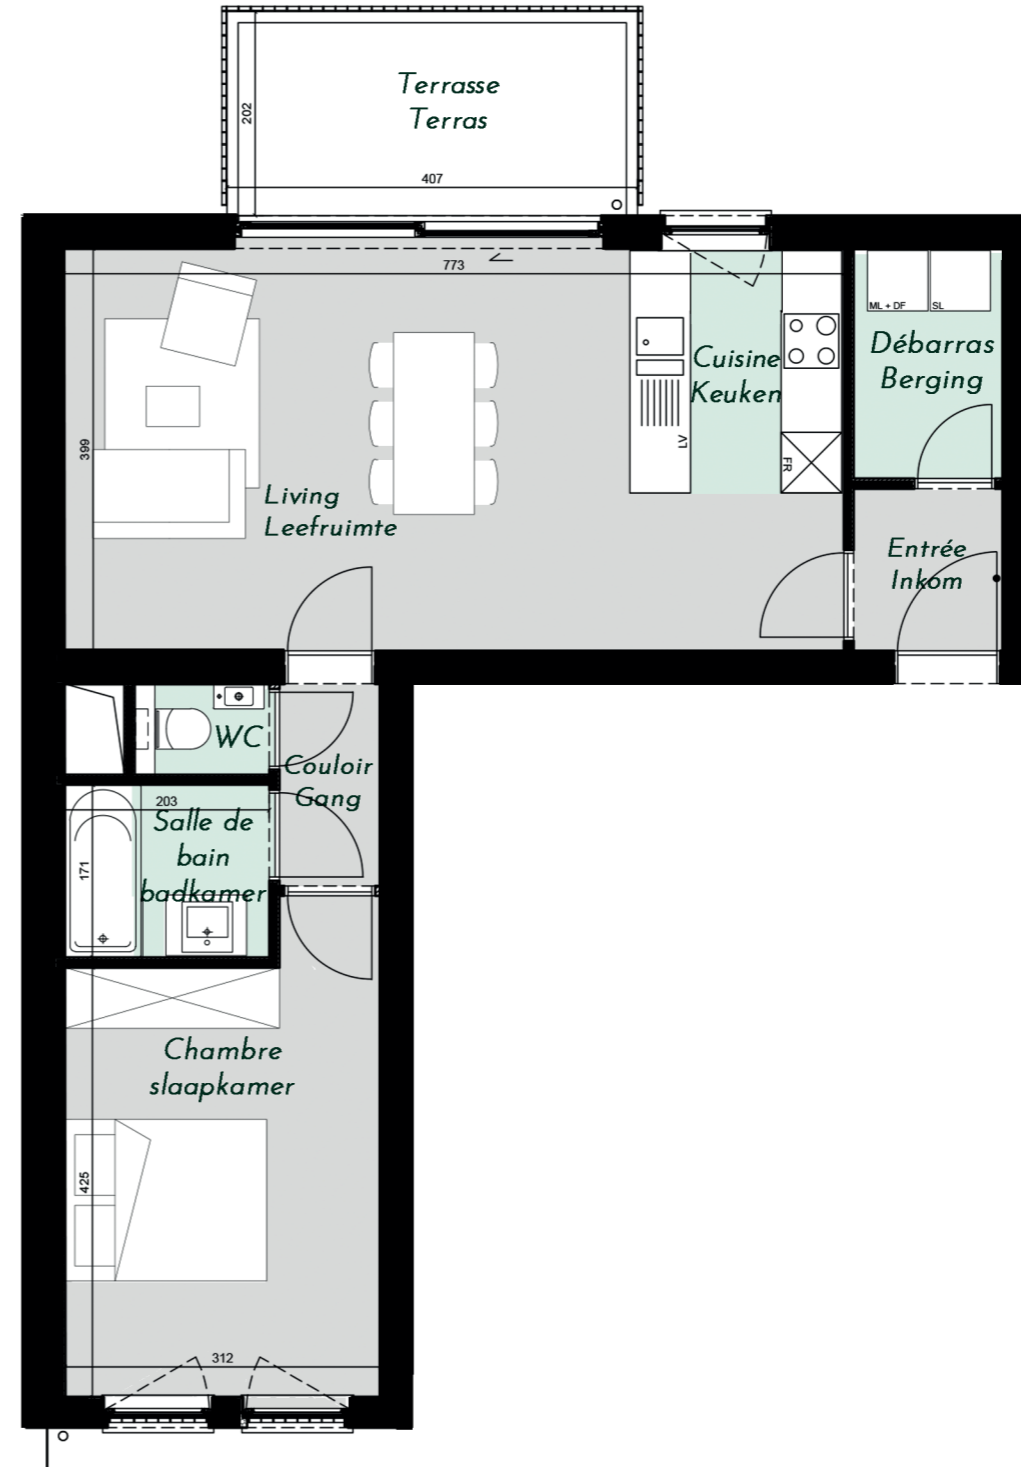 Terrasse
Terras
202
407
773
ML + DF
SL
Cuisine
Keuken
Débarras
Berging
399
LV
FR
Living
Leefruimte
Entrée
Inkom
WC
Couloir
Gang
203
Salle de
bain
badkamer
171
Chambre
slaapkamer
425
312